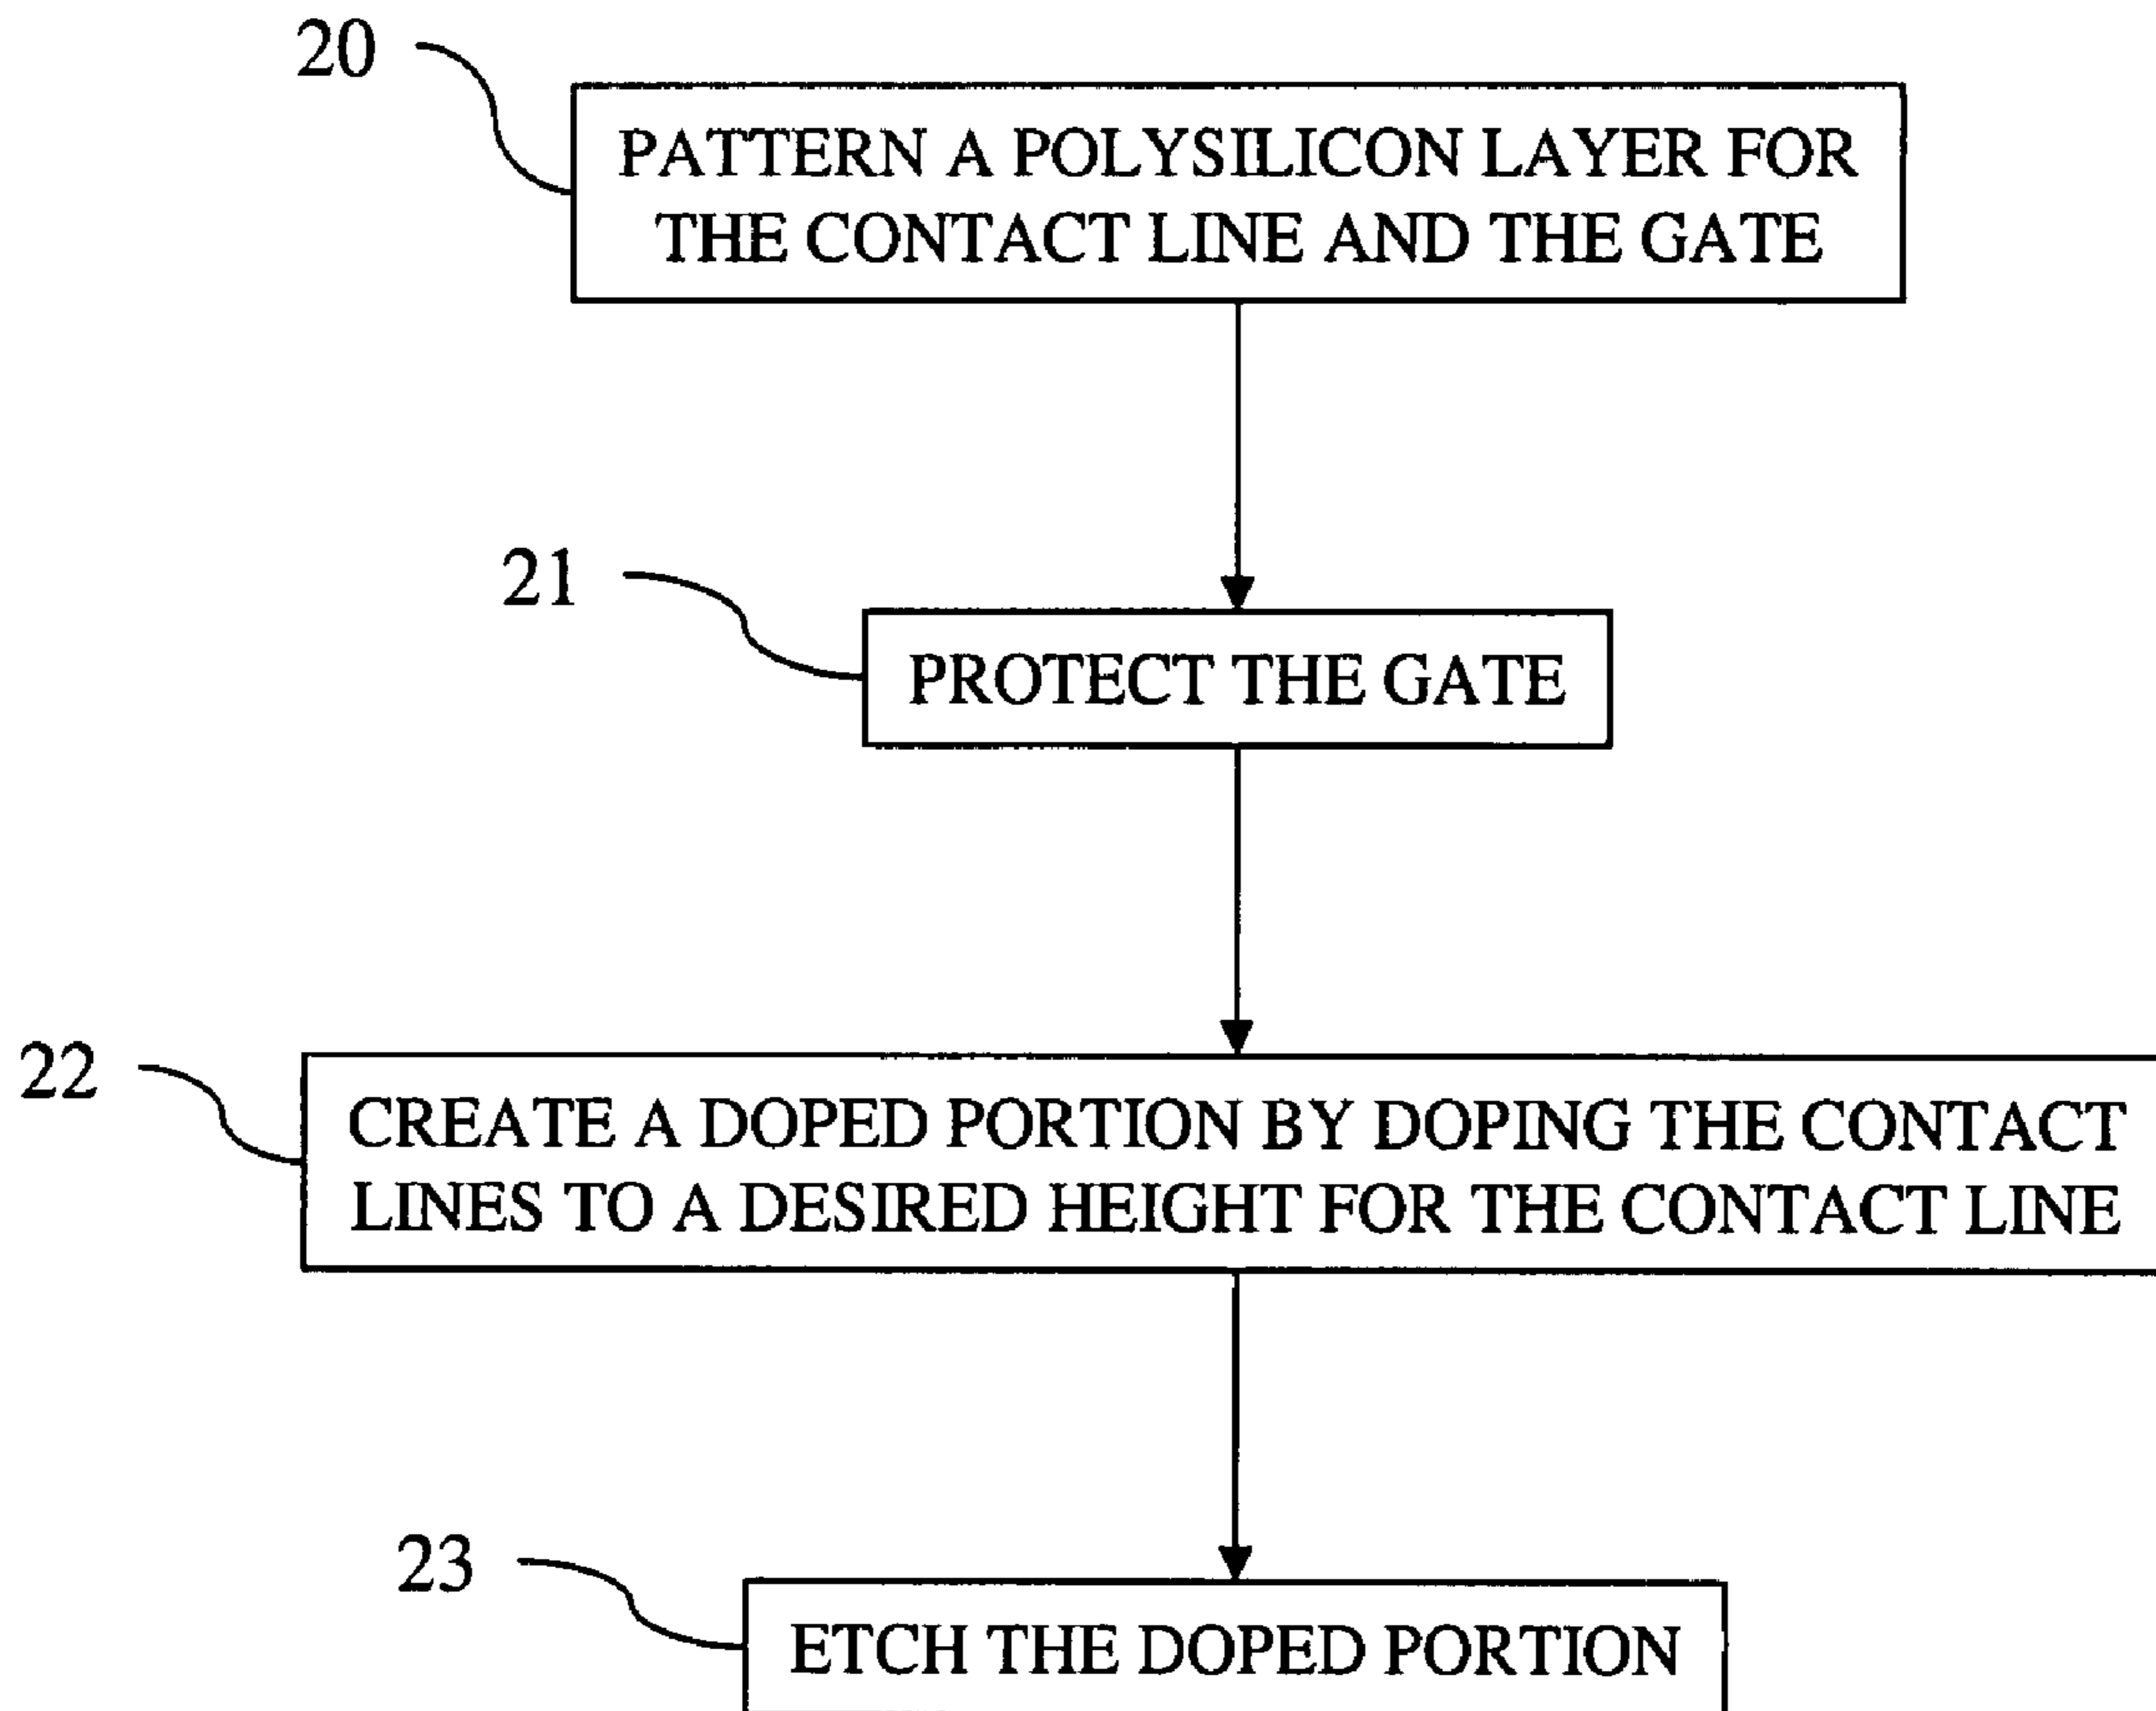 20
PATTERN A POLYSILICON LAYER FOR
THE CONTACT LINE AND THE GATE
21
PROTECT THE GATE
22
CREATE A DOPED PORTION BY DOPING THE CONTACT
LINES TO A DESIRED HEIGHT FOR THE CONTACT LINE
23
ETCH THE DOPED PORTION